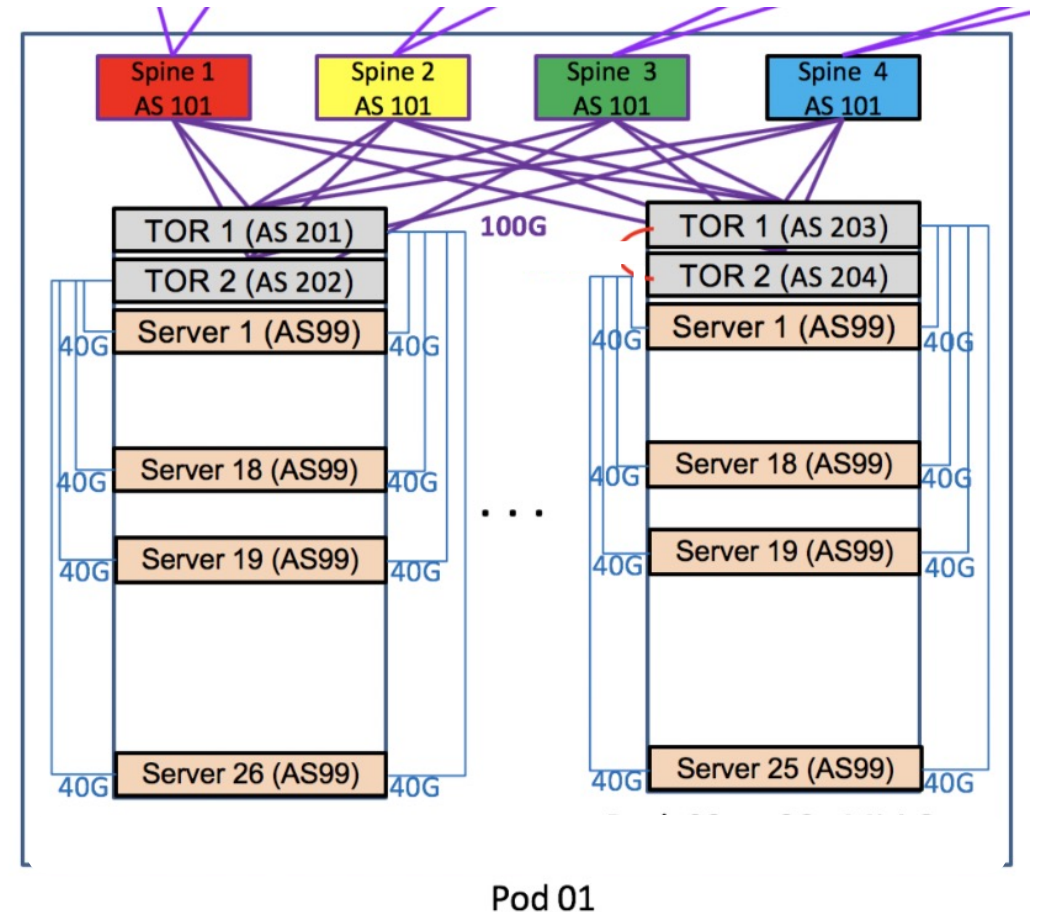 Spine 1
AS 101
Spine 2
AS 101
Spine 3
AS 101
Spine 4
AS 101
100G
TOR 1 (AS 201)
TOR 2 (AS 202)
Server 1 (AS99)
40G
40G
Server 18 (AS99)
40G
40G
Server 19 (AS99)
40G
40G
Server 26 (AS99)
40G
40G
. . .
TOR 1 (AS 203)
TOR 2 (AS 204)
Server 1 (AS99)
40G
40G
Server 18 (AS99)
40G
40G
Server 19 (AS99)
40G
40G
Server 25 (AS99)
40G
40G
Pod 01